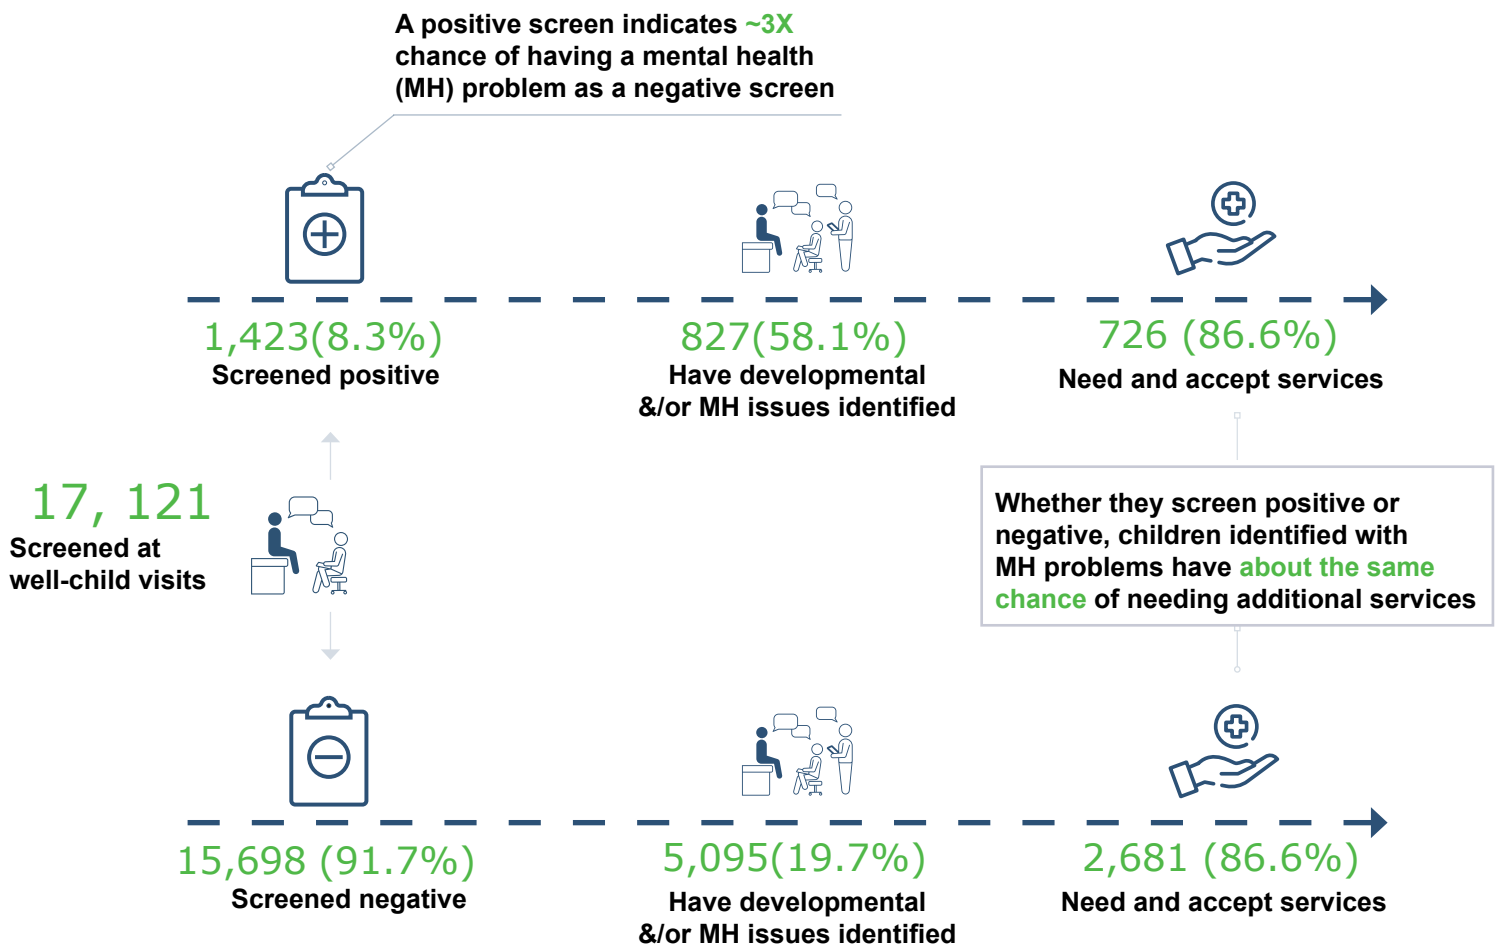 A positive screen indicates ~3X
chance of having a mental health
(MH) problem as a negative screen
1,423(8.3%)
Screened positive
827(58.1%)
Have developmental
&/or MH issues identified
726 (86.6%)
Need and accept services
17, 121
Screened at
well-child visits
Whether they screen positive or
negative, children identified with
MH problems have about the same
chance of needing additional services
15,698 (91.7%)
Screened negative
5,095(19.7%)
Have developmental
&/or MH issues identified
2,681 (86.6%)
Need and accept services